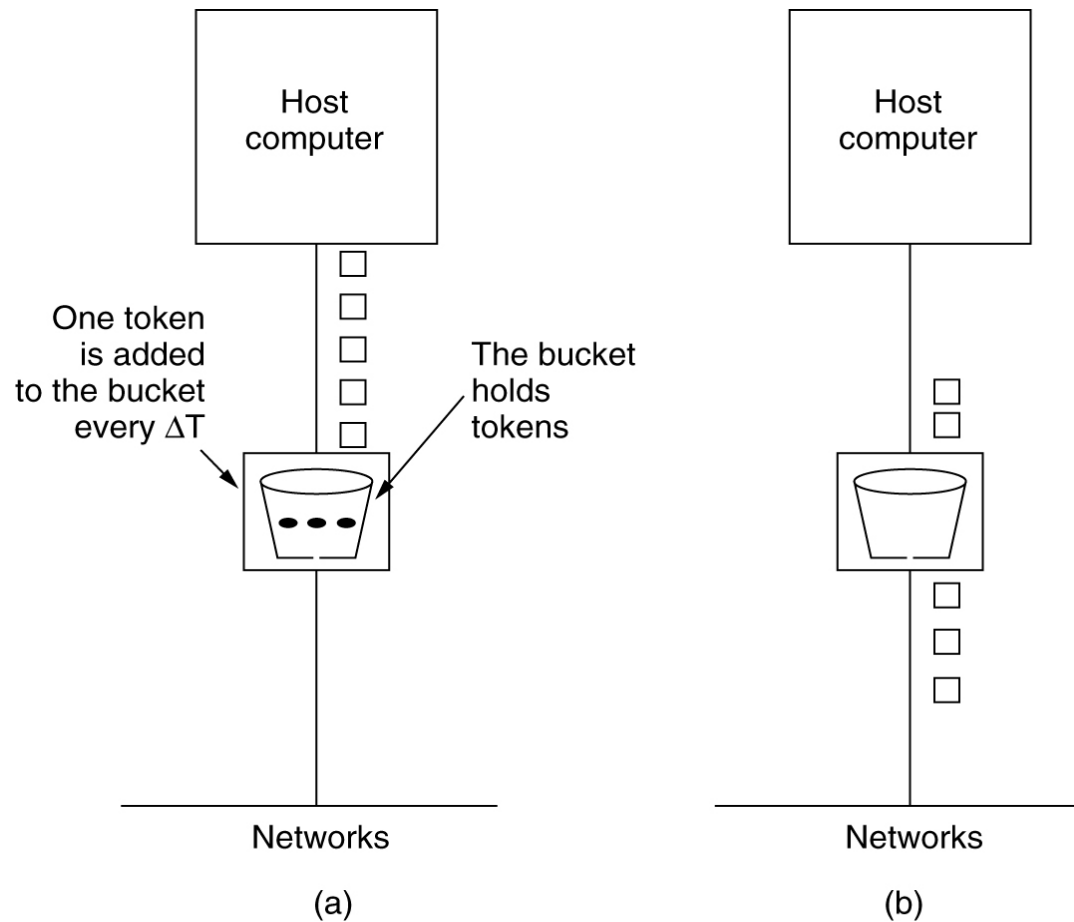 Host
computer
Host
computer
One token
is added
to the bucket
every ΔT
The bucket
holds
tokens
Networks
Networks
(a)
(b)